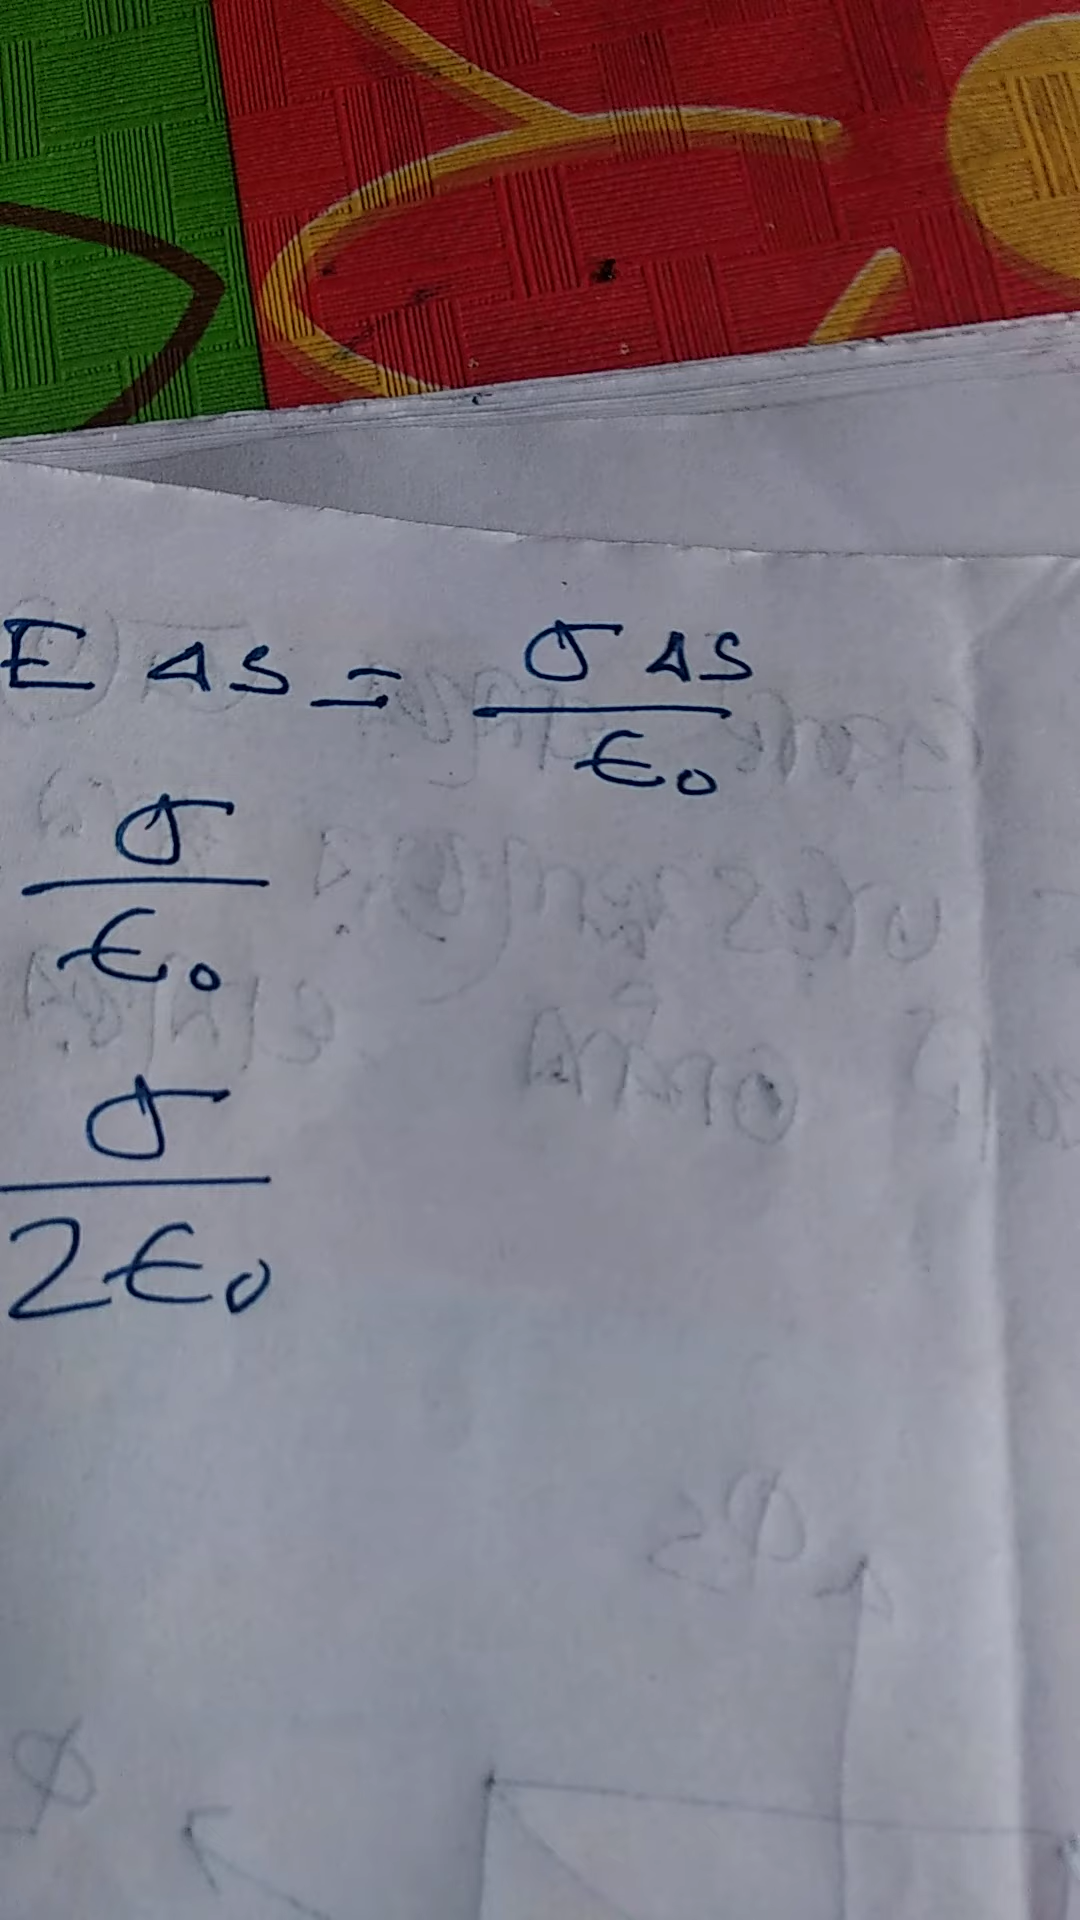 E ΔS = σ ΔS / ε₀
σ / ε₀
σ / 2ε₀